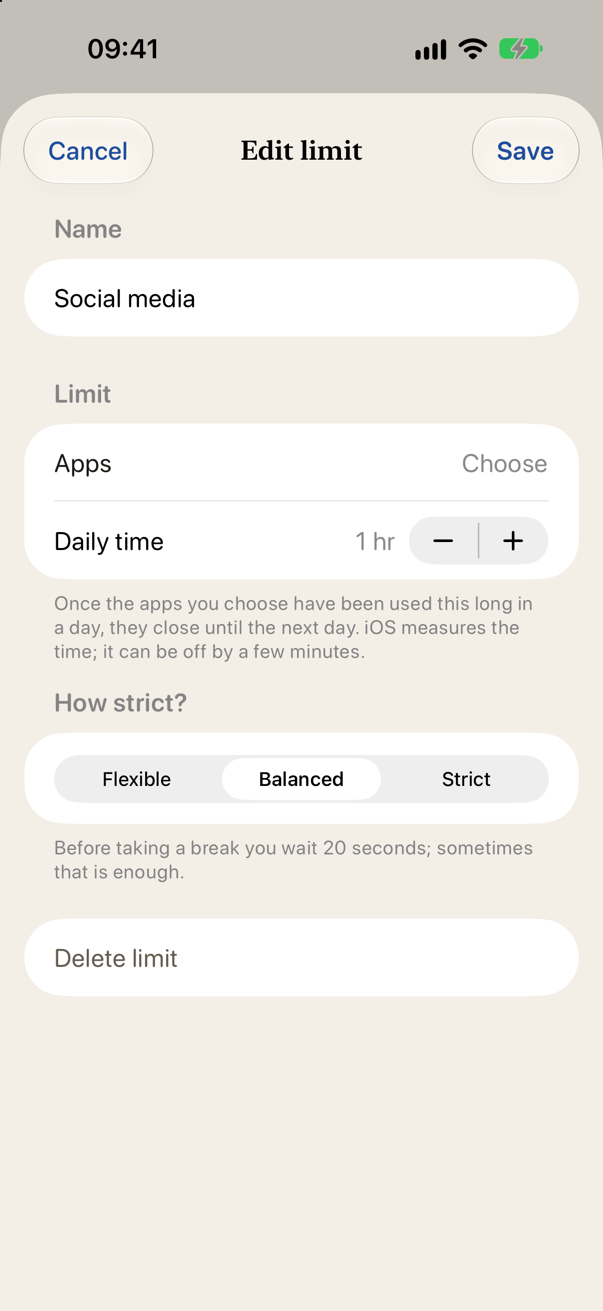 09:41
Cancel
Edit limit
Save
Name
Social media
Limit
Apps
Choose
Daily time
1 hr
Once the apps you choose have been used this long in
a day, they close until the next day. iOS measures the
time; it can be off by a few minutes.
How strict?
Flexible
Balanced
Strict
Before taking a break you wait 20 seconds; sometimes
that is enough.
Delete limit